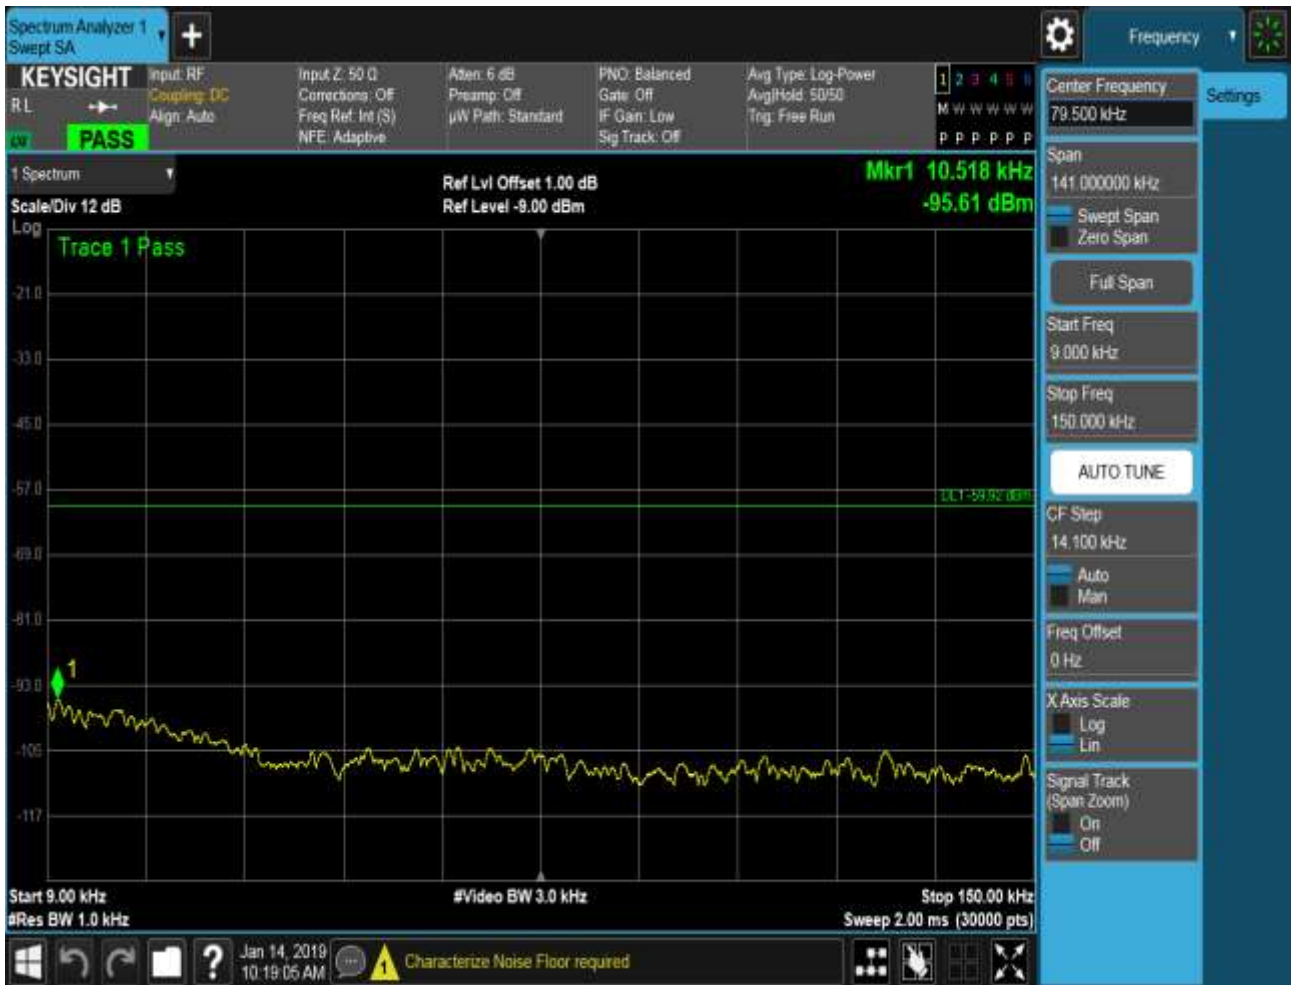 Spectrum Analyzer 1
Swept SA
+
Frequency
KEYSIGHT
RL
PASS
Input: RF
Coupling: DC
Align: Auto
Input Z: 50 Ω
Corrections: Off
Freq Ref: Int (S)
NFE: Adaptive
Atten: 6 dB
Preamp: Off
µW Path: Standard
PNO: Balanced
Gate: Off
IF Gain: Low
Sig Track: Off
Avg Type: Log-Power
Avg|Hold: 50/50
Trig: Free Run
1 2 3 4 5 6
M W W W W W
P P P P P P
1 Spectrum
Scale/Div 12 dB
Ref Lvl Offset 1.00 dB
Ref Level -9.00 dBm
Mkr1 10.518 kHz
-95.61 dBm
Log
Trace 1 Pass
-21.0
-33.0
-45.0
-57.0
DL1 -59.92 dBm
-69.0
-81.0
1
-93.0
-105
-117
Start 9.00 kHz
#Video BW 3.0 kHz
Stop 150.00 kHz
#Res BW 1.0 kHz
Sweep 2.00 ms (30000 pts)
Center Frequency
79.500 kHz
Settings
Span
141.000000 kHz
Swept Span
Zero Span
Full Span
Start Freq
9.000 kHz
Stop Freq
150.000 kHz
AUTO TUNE
CF Step
14.100 kHz
Auto
Man
Freq Offset
0 Hz
X Axis Scale
Log
Lin
Signal Track
(Span Zoom)
On
Off
?
Jan 14, 2019
10:19:05 AM
1
Characterize Noise Floor required